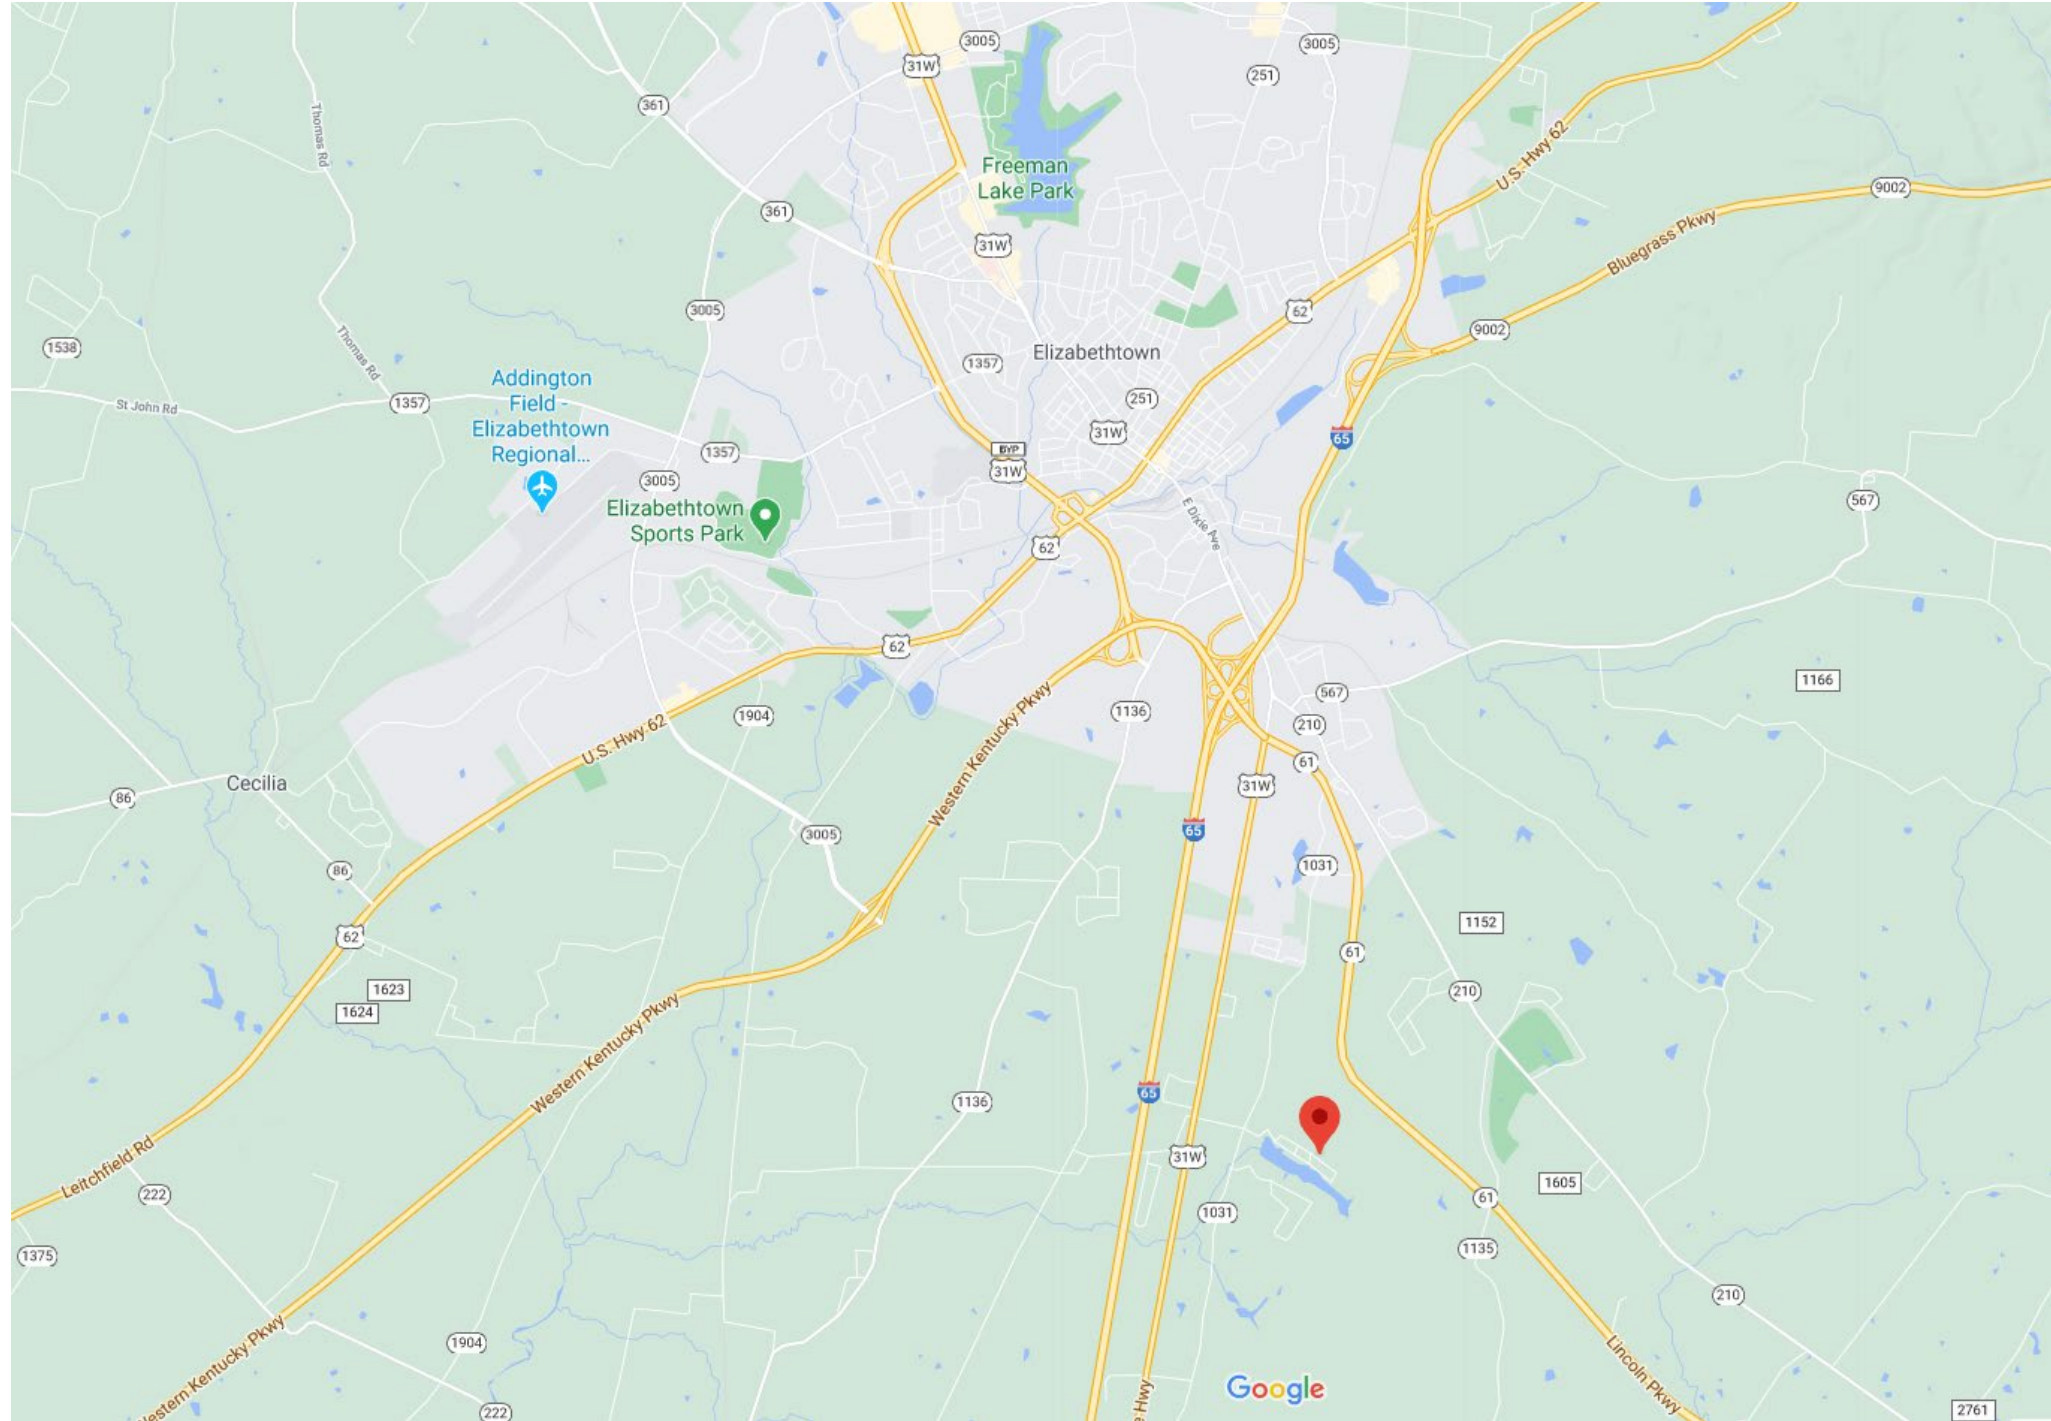 3005
3005
31W
251
361
Thomas Rd
U.S. Hwy 62
Freeman
Lake Park
9002
361
31W
Bluegrass Pkwy
3005
62
9002
1538
Thomas Rd
Elizabethtown
1357
Addington
Field -
Elizabethtown
Regional...
St John Rd
1357
251
31W
65
1357
BYP
31W
3005
567
Elizabethtown
Sports Park
E Dixie Ave
62
62
1166
567
Western Kentucky Pkwy
1904
1136
210
U.S. Hwy 62
61
Cecilia
31W
86
65
3005
1031
86
1152
62
61
1623
1624
210
Western Kentucky Pkwy
65
1136
Leitchfield Rd
31W
1605
222
61
1031
1135
1375
210
1904
Western Kentucky Pkwy
Lincoln Pkwy
Google
e Hwy
222
2761